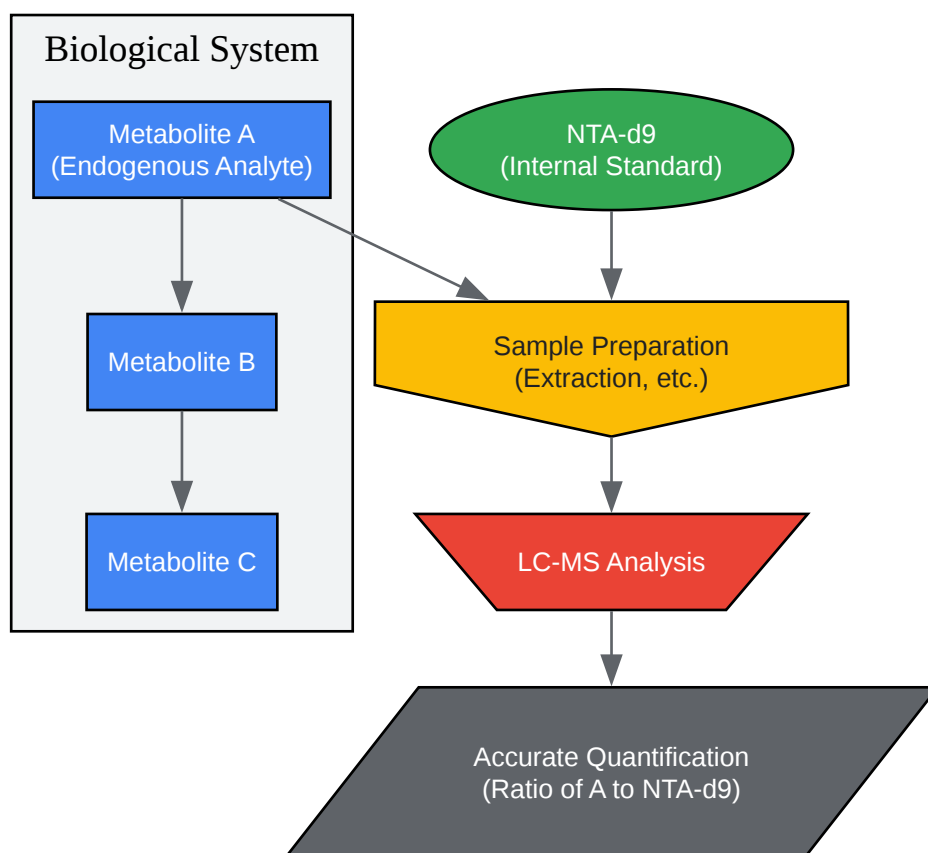 Biological System
Metabolite A
(Endogenous Analyte)
NTA-d9
(Internal Standard)
Metabolite B
Sample Preparation
(Extraction, etc.)
Metabolite C
LC-MS Analysis
Accurate Quantification
(Ratio of A to NTA-d9)